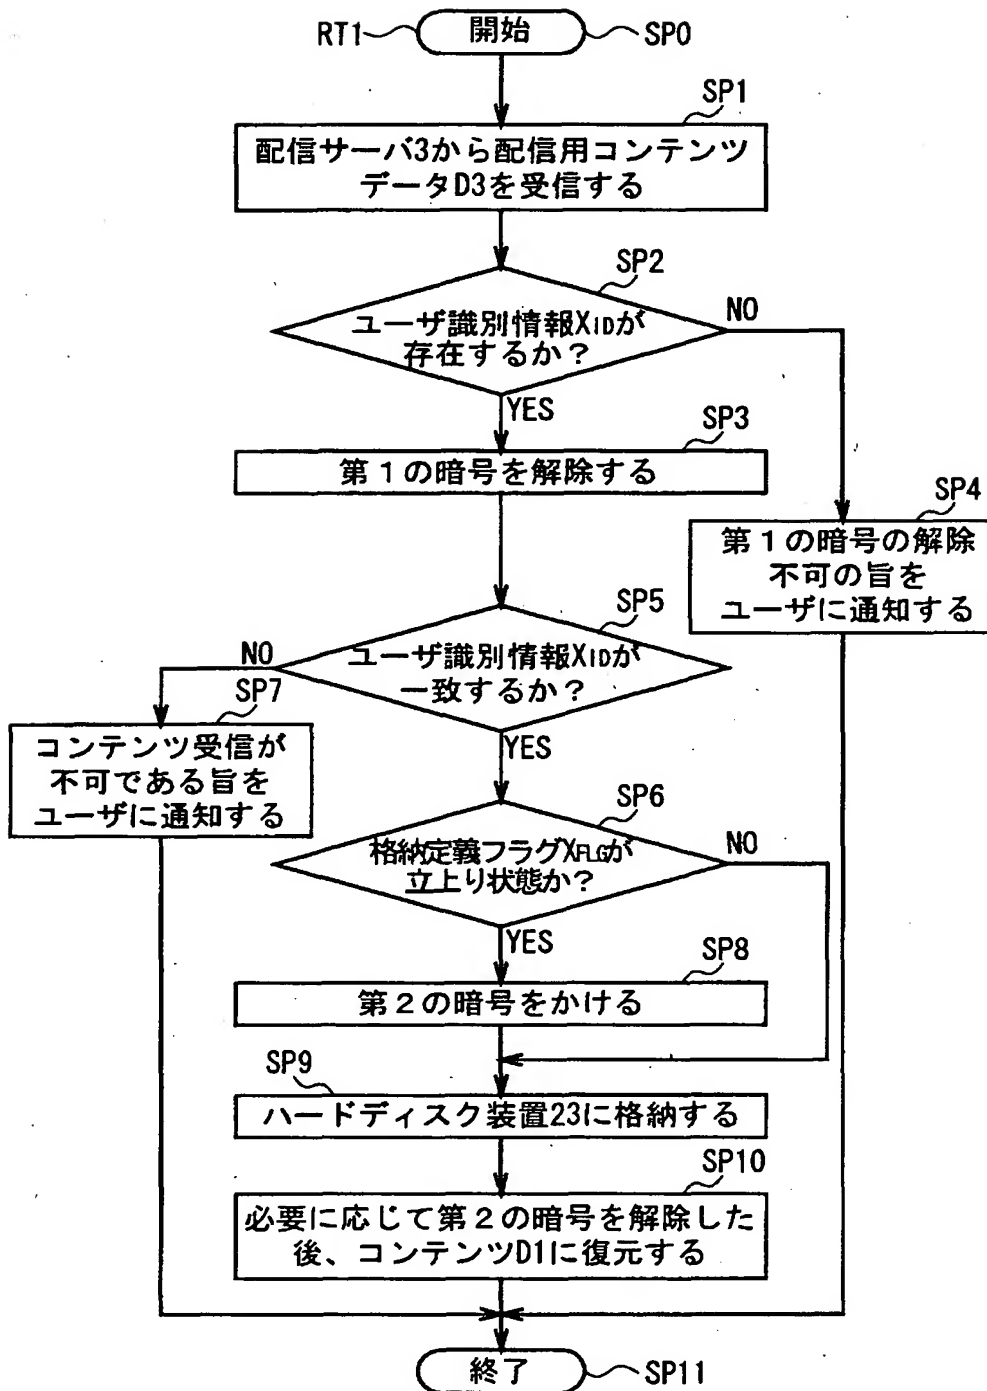 RT1
開始
SP0
SP1
配信サーバ3から配信用コンテンツ
データD3を受信する
SP2
ユーザ識別情報XIDが
存在するか？
NO
YES
SP3
第１の暗号を解除する
SP4
第１の暗号の解除
不可の旨を
ユーザに通知する
SP5
ユーザ識別情報XIDが
一致するか？
NO
YES
SP7
コンテンツ受信が
不可である旨を
ユーザに通知する
SP6
格納定義フラグXFLGが
立上り状態か？
NO
YES
SP8
第２の暗号をかける
SP9
ハードディスク装置23に格納する
SP10
必要に応じて第２の暗号を解除した
後、コンテンツD1に復元する
終了
SP11